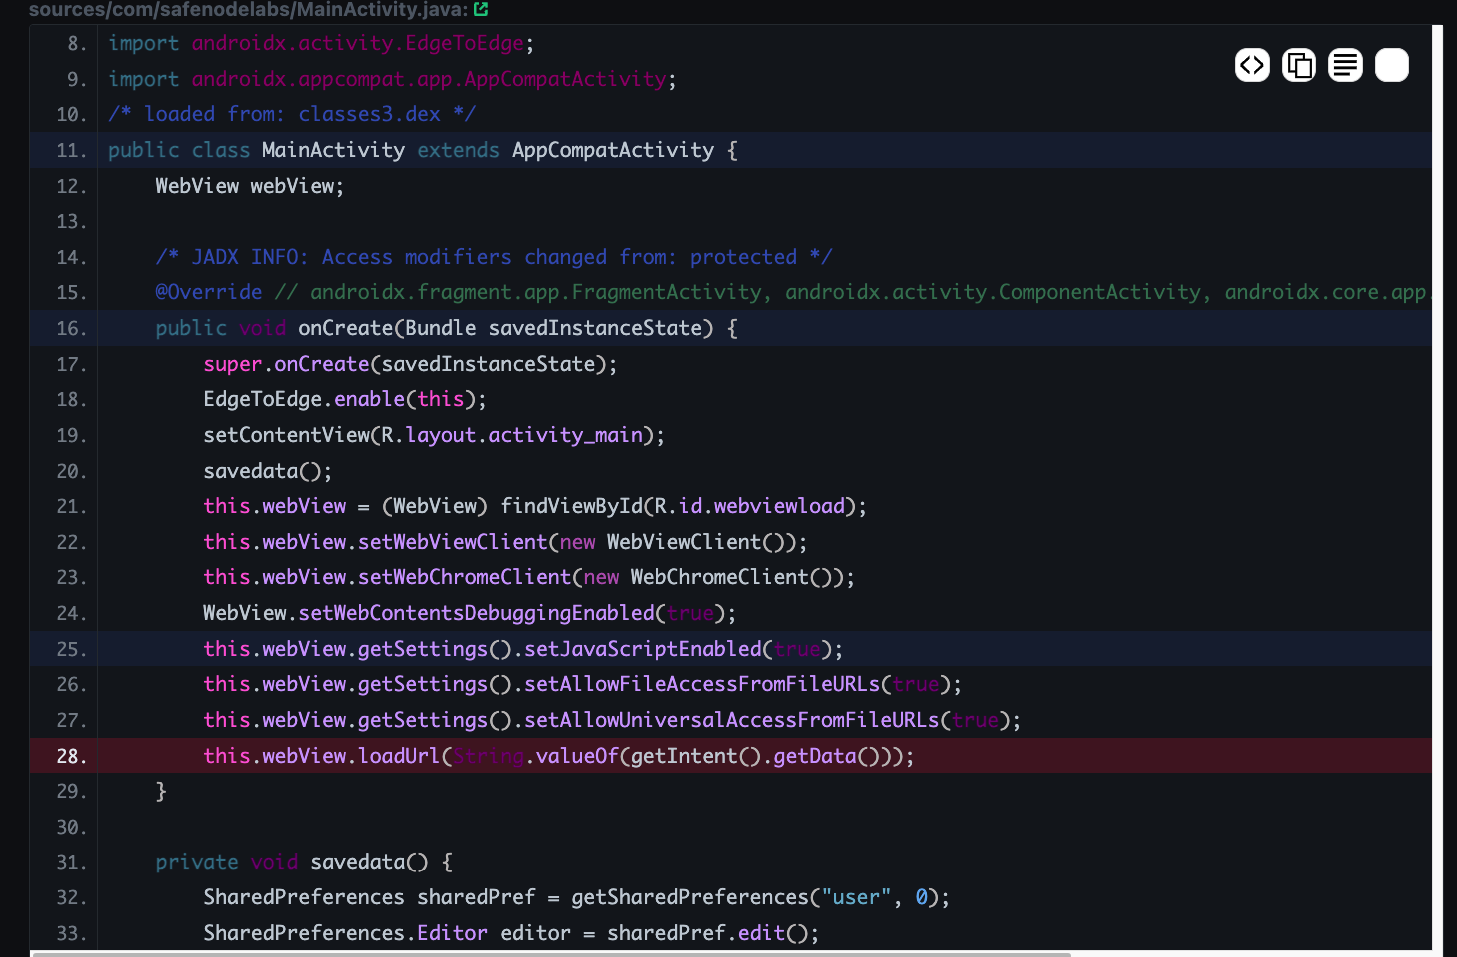 sources/com/safenodelabs/MainActivity.java:
8. import androidx.activity.EdgeToEdge;
9. import androidx.appcompat.app.AppCompatActivity;
10. /* loaded from: classes3.dex */
11. public class MainActivity extends AppCompatActivity {
12. WebView webView;
13.
14. /* JADX INFO: Access modifiers changed from: protected */
15. @Override // androidx.fragment.app.FragmentActivity, androidx.activity.ComponentActivity, androidx.core.app.
16. public void onCreate(Bundle savedInstanceState) {
17. super.onCreate(savedInstanceState);
18. EdgeToEdge.enable(this);
19. setContentView(R.layout.activity_main);
20. savedata();
21. this.webView = (WebView) findViewById(R.id.webviewload);
22. this.webView.setWebViewClient(new WebViewClient());
23. this.webView.setWebChromeClient(new WebChromeClient());
24. WebView.setWebContentsDebuggingEnabled(true);
25. this.webView.getSettings().setJavaScriptEnabled(true);
26. this.webView.getSettings().setAllowFileAccessFromFileURLs(true);
27. this.webView.getSettings().setAllowUniversalAccessFromFileURLs(true);
28. this.webView.loadUrl(String.valueOf(getIntent().getData()));
29. }
30.
31. private void savedata() {
32. SharedPreferences sharedPref = getSharedPreferences("user", 0);
33. SharedPreferences.Editor editor = sharedPref.edit();